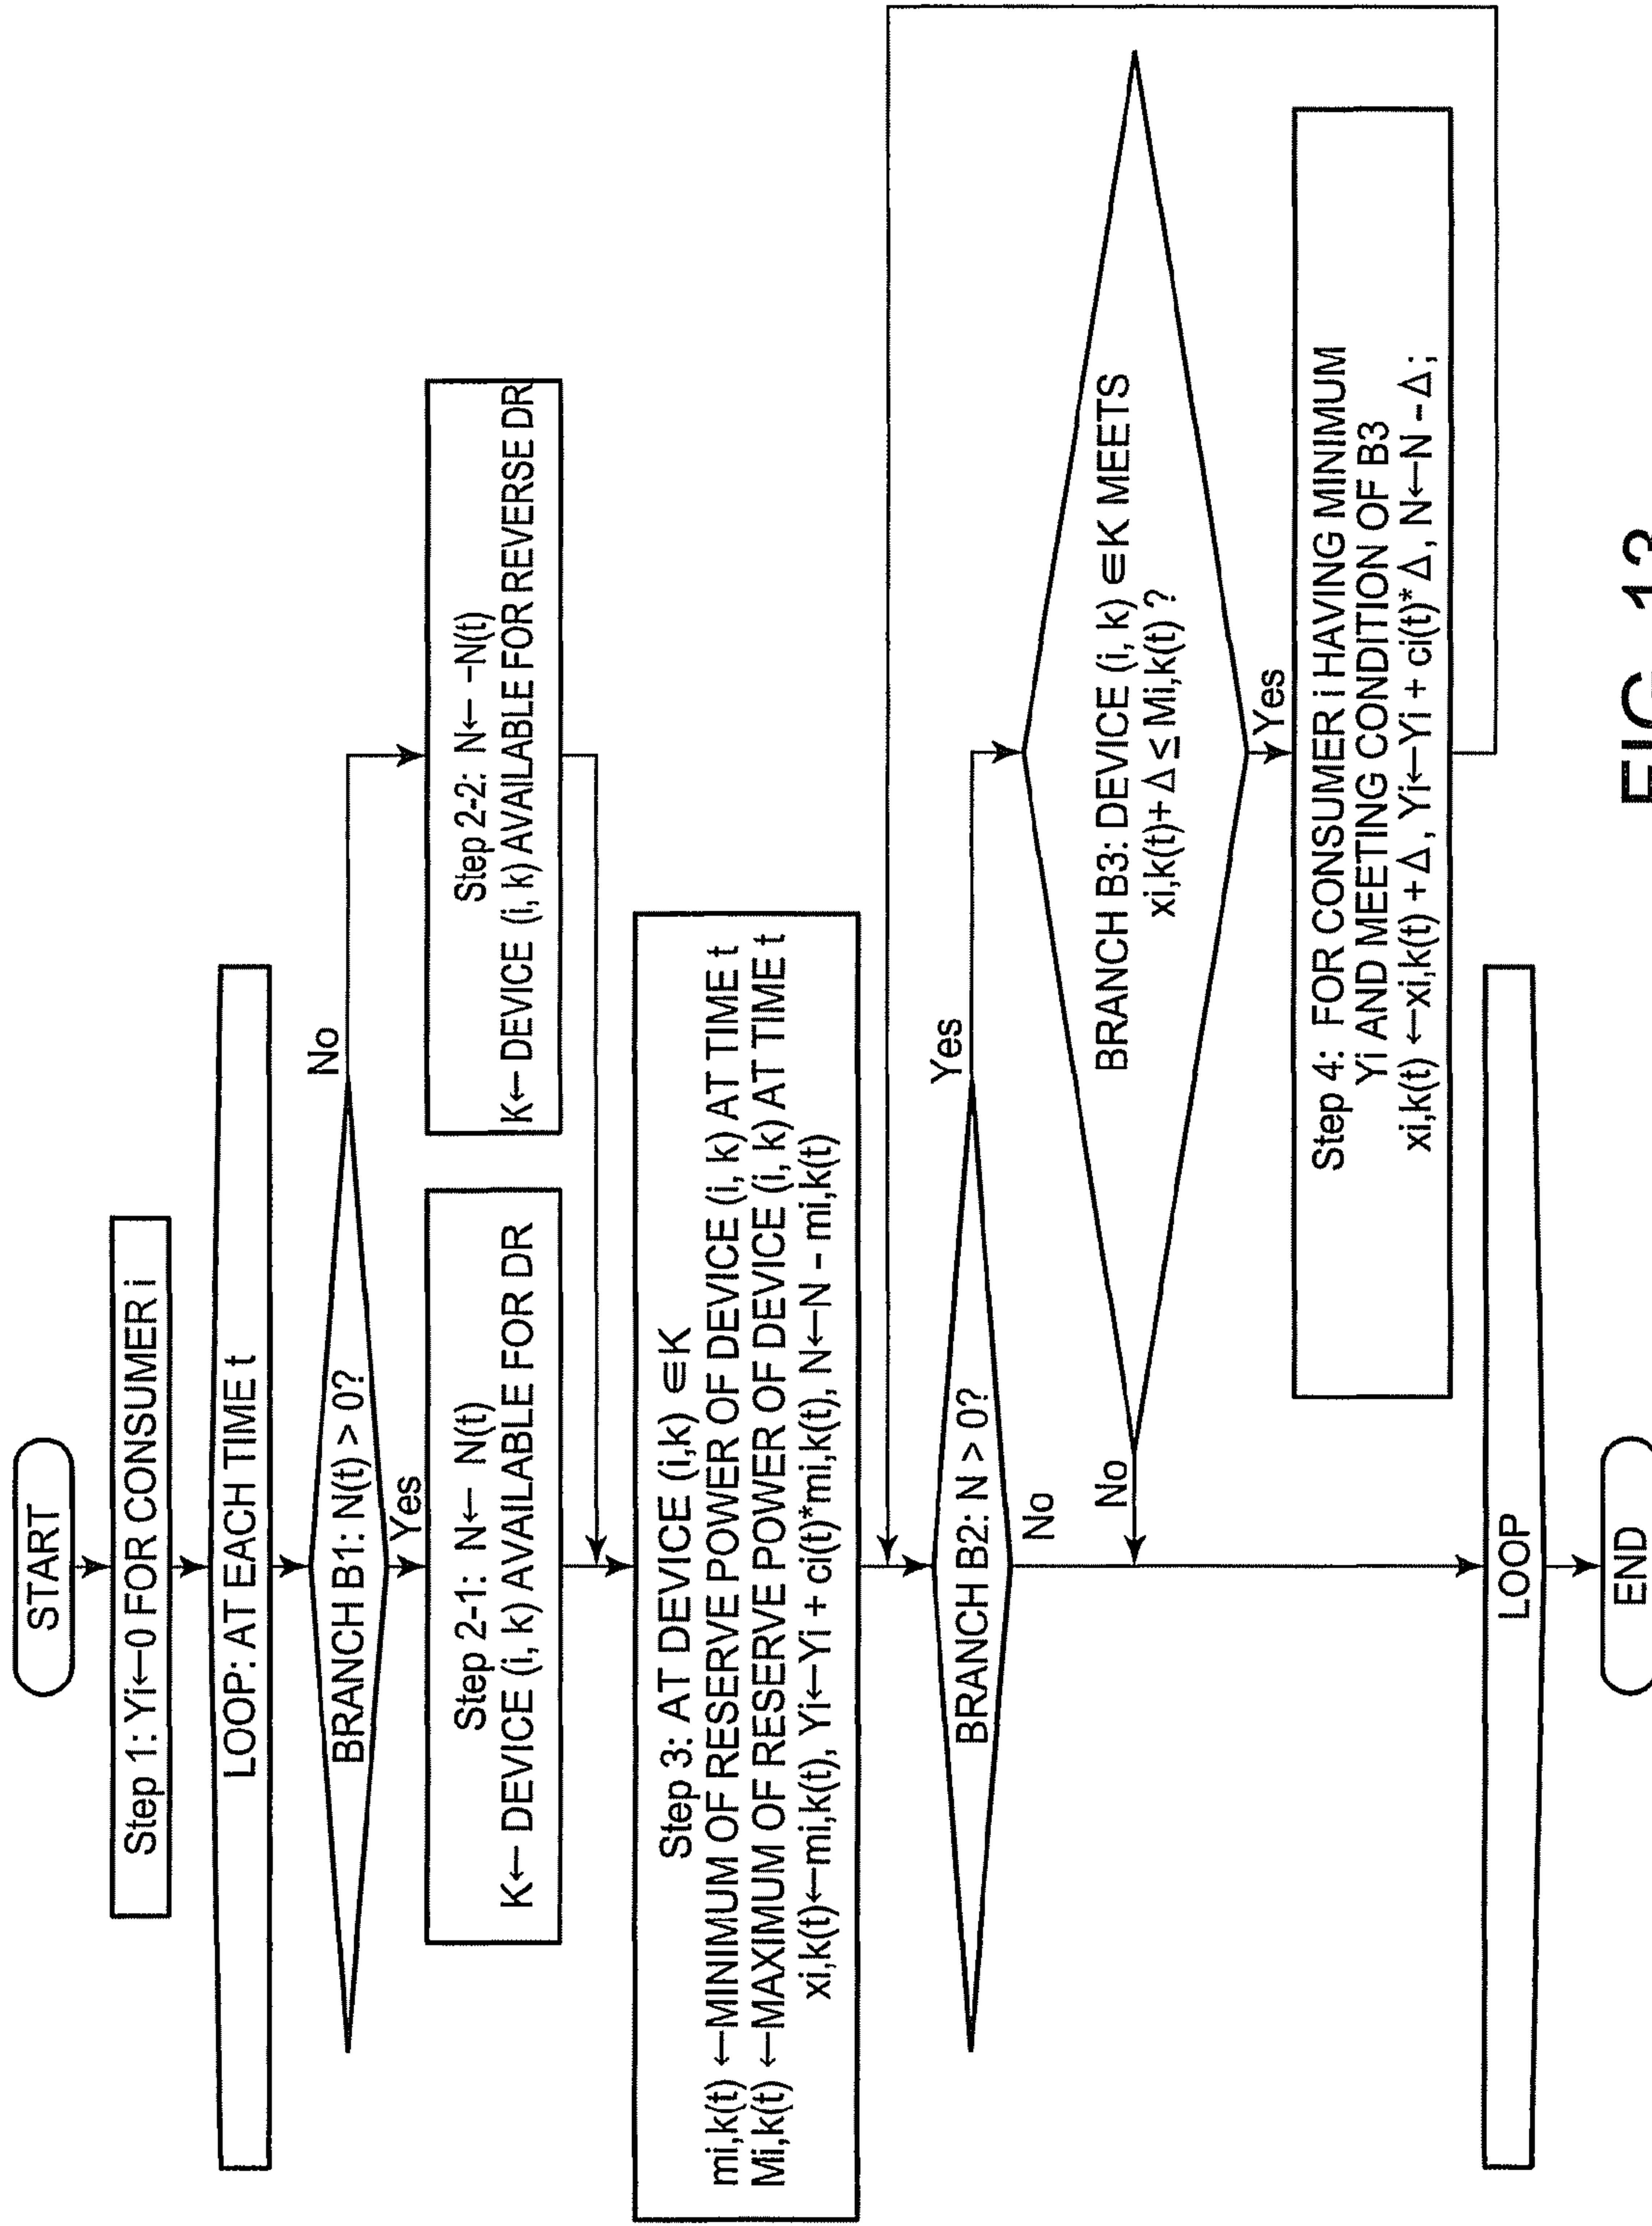 START
Step 1: Yi←0 FOR CONSUMER i
LOOP: AT EACH TIME t
BRANCH B1: N(t) > 0?
No
Yes
Step 2-1: N← N(t)
K← DEVICE (i, k) AVAILABLE FOR DR
Step 2-2: N← -N(t)
K← DEVICE (i, k) AVAILABLE FOR REVERSE DR
Step 3: AT DEVICE (i,k) ∈K
mi,k(t) ←MINIMUM OF RESERVE POWER OF DEVICE (i, k) AT TIME t
Mi,k(t) ←MAXIMUM OF RESERVE POWER OF DEVICE (i, k) AT TIME t
xi,k(t)←mi,k(t), Yi←Yi + ci(t)*mi,k(t), N←N - mi,k(t)
BRANCH B2: N > 0?
Yes
No
BRANCH B3: DEVICE (i, k) ∈K MEETS
xi,k(t)+ Δ ≤ Mi,k(t) ?
No
Yes
Step 4: FOR CONSUMER i HAVING MINIMUM
Yi AND MEETING CONDITION OF B3
xi,k(t) ←xi,k(t) + Δ, Yi←Yi + ci(t)* Δ, N←N - Δ;
LOOP
END
FIG. 13